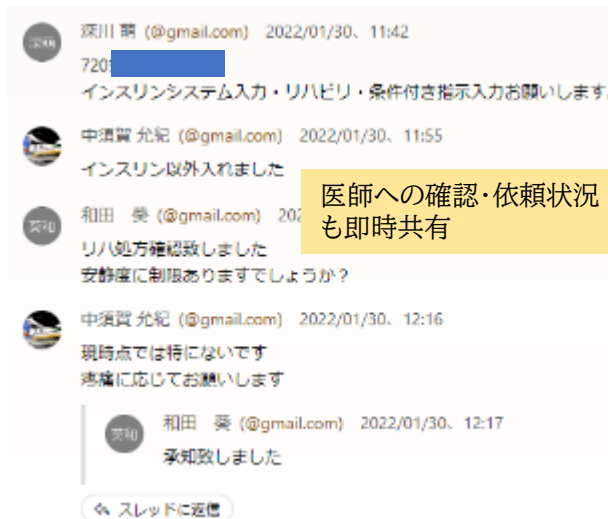 深川 萌 (@gmail.com) 2022/01/30、11:42
720
インスリンシステム入力・リハビリ・条件付き指示入力お願いします。
中須賀 允紀 (@gmail.com) 2022/01/30、11:55
インスリン以外入れました
医師への確認・依頼状況
も即時共有
和田 葵 (@gmail.com) 202
リハ処方確認致しました
安静度に制限ありますでしょうか？
中須賀 允紀 (@gmail.com) 2022/01/30、12:16
現時点では特にないです
疼痛に応じてお願いします
英和
和田 葵 (@gmail.com) 2022/01/30、12:17
承知致しました
スレッドに返信